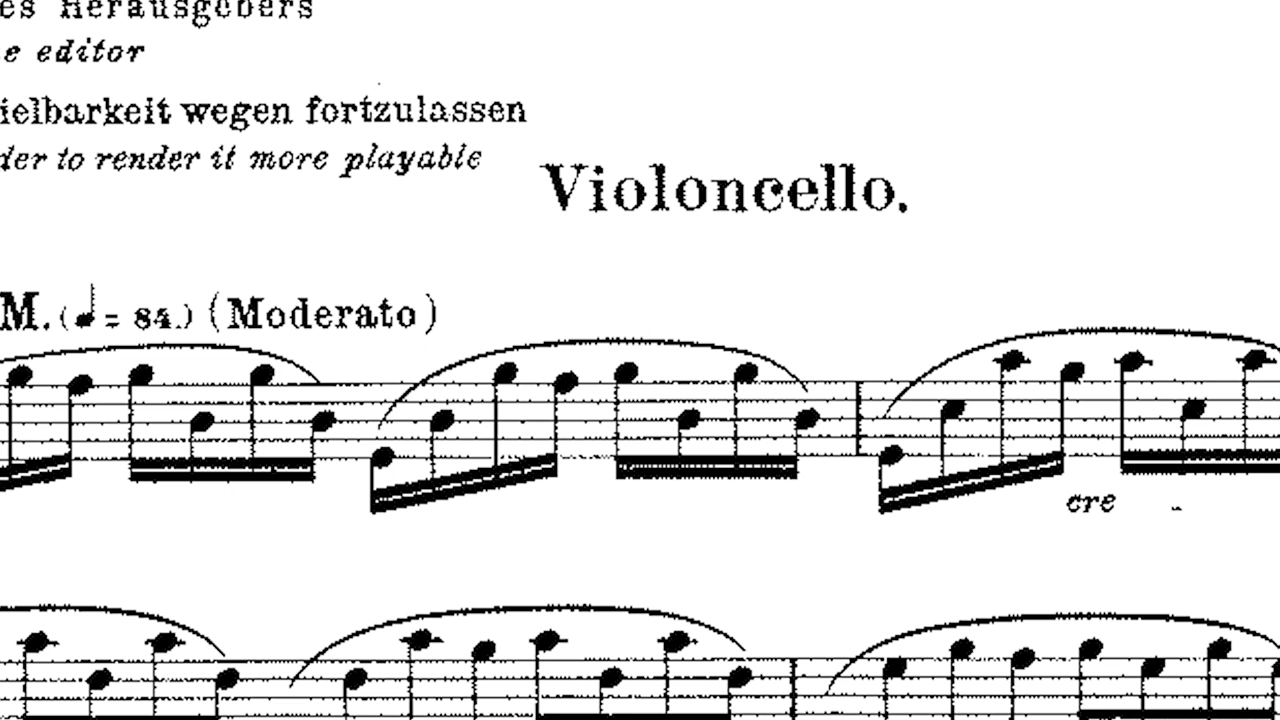 es Herausgebers
e editor
ielbarkeit wegen fortzulassen
der to render it more playable
Violoncello.
M. (♩ = 84.) (Moderato)
cre -